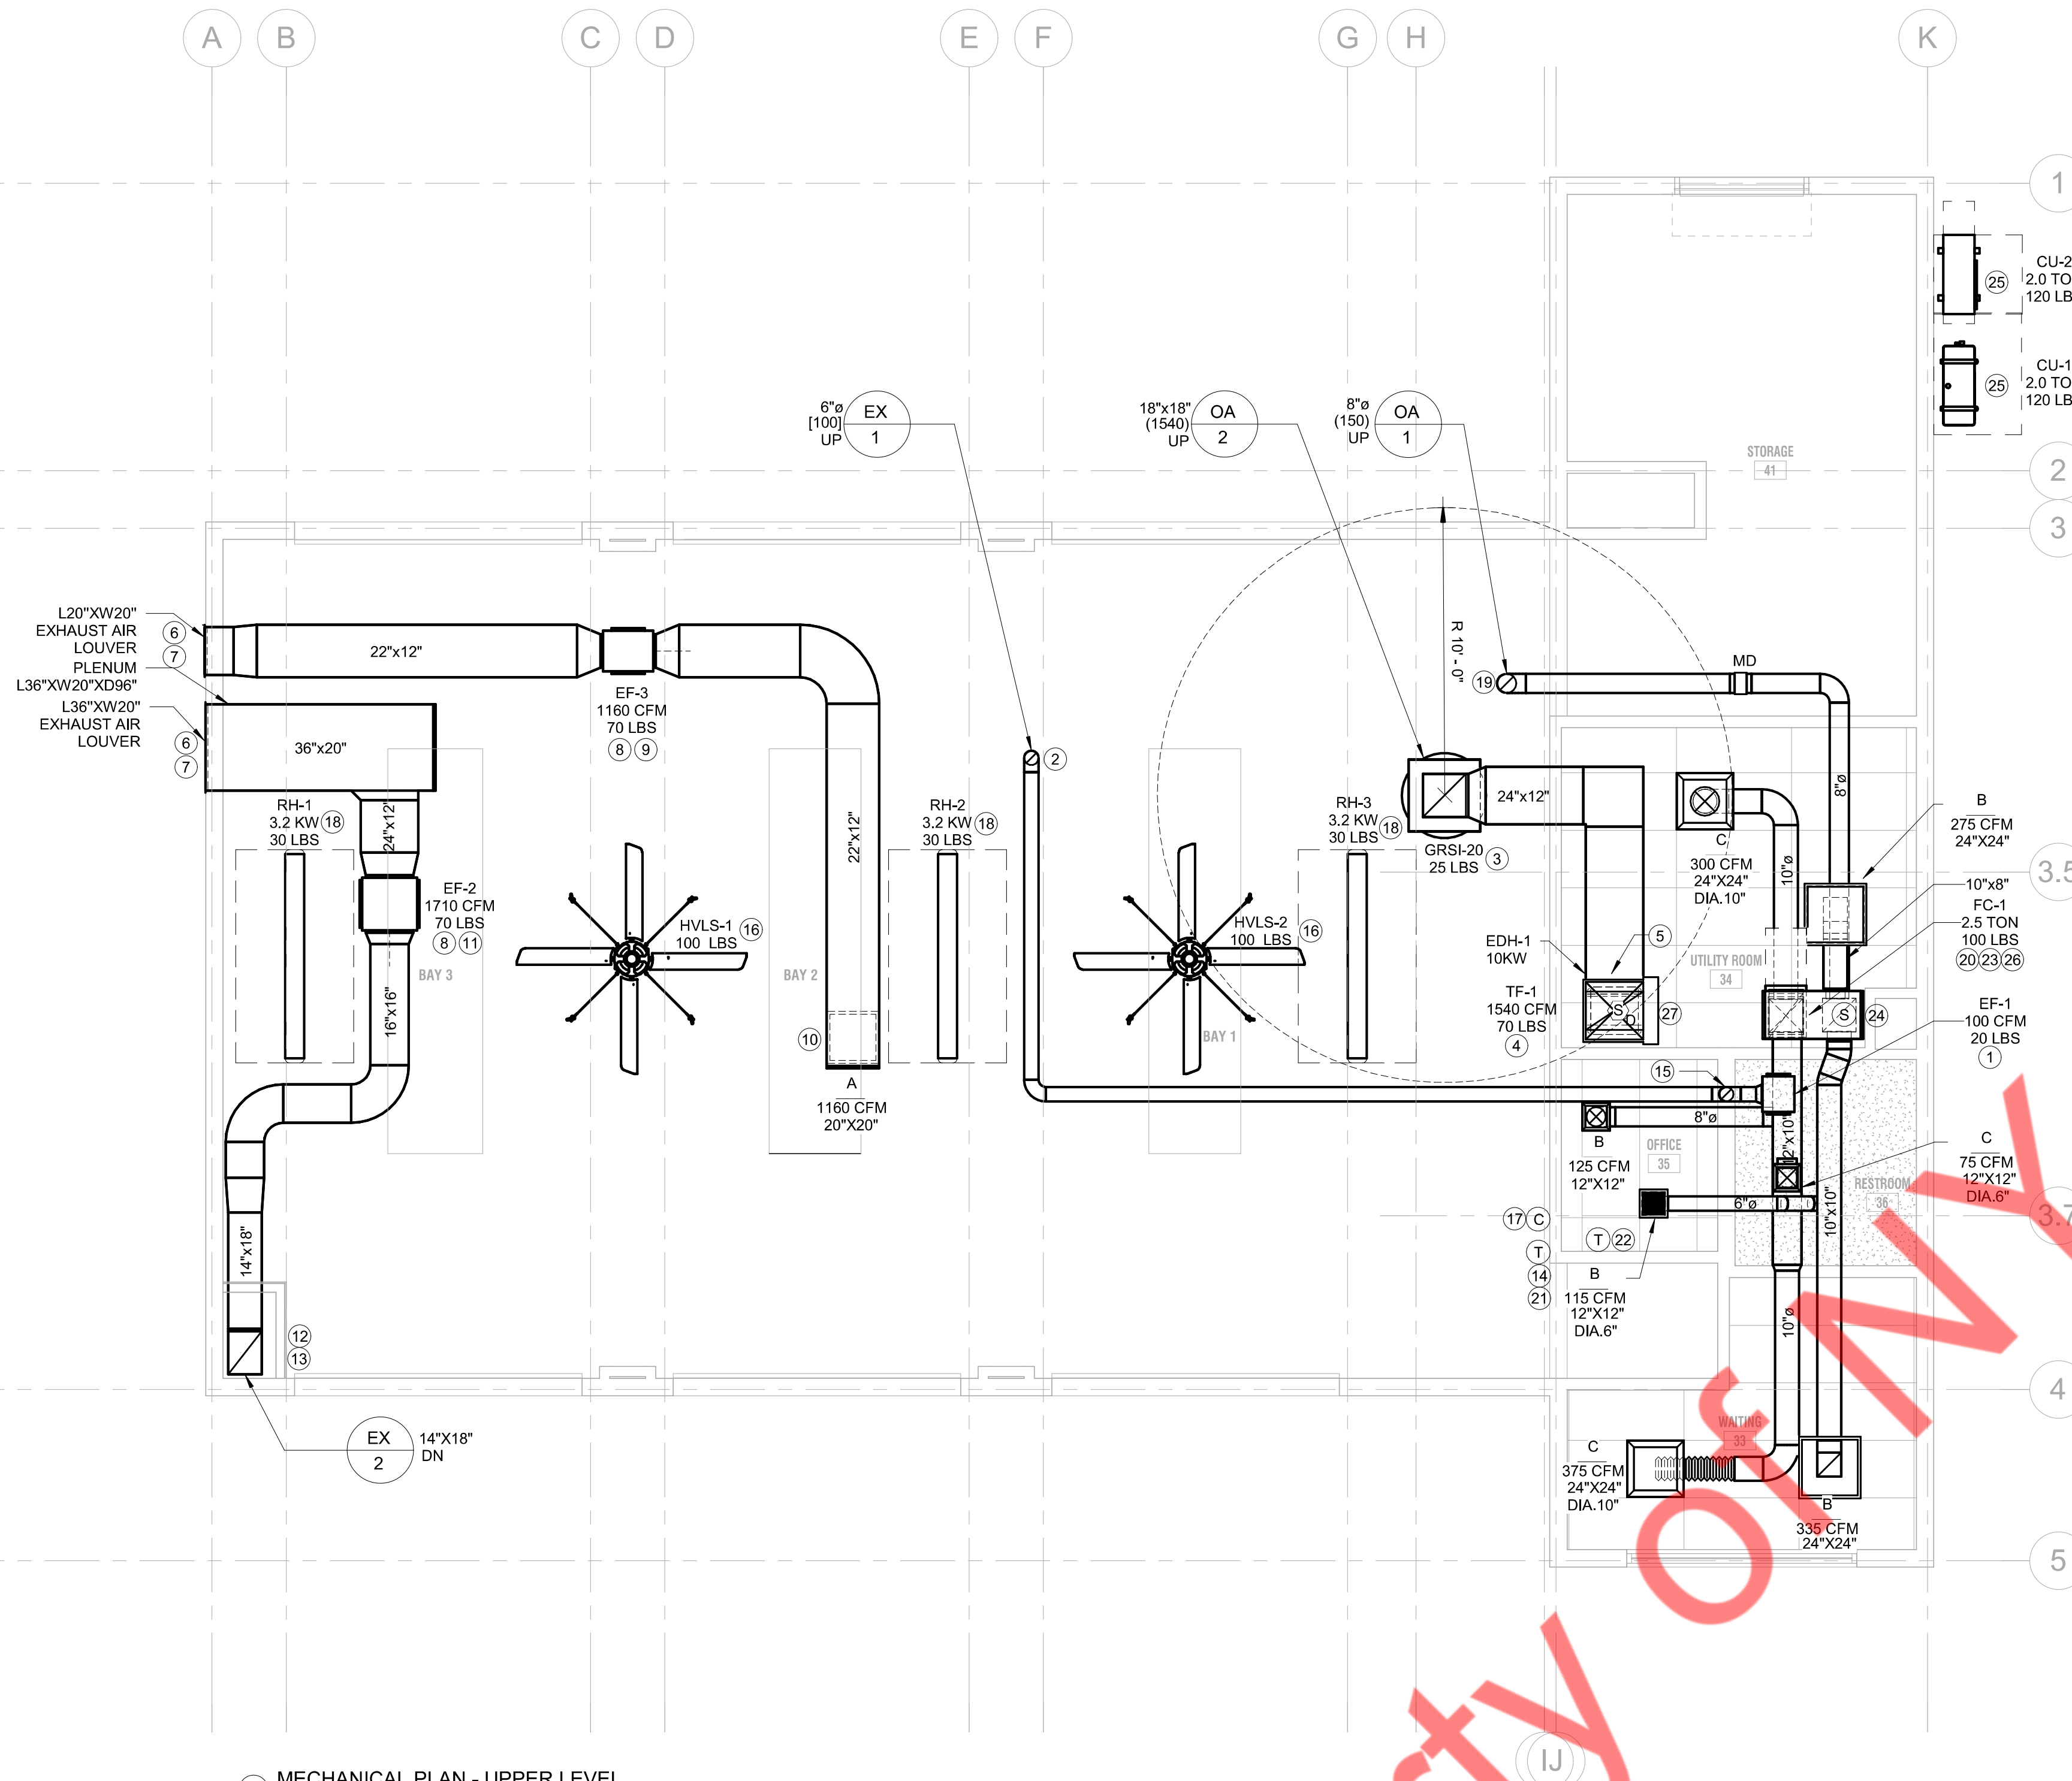 A
B
C
D
E
F
G
H
K
1
CU-2
25
120 LB
CU-1
25
120 LB
6"ø
[100]
UP
EX
1
18"x18"
(1540)
UP
OA
2
8"ø
(150)
UP
OA
1
STORAGE
41
2
3
L20"XW20"
EXHAUST AIR
LOUVER
6
7
PLENUM
L36"XW20"XD96"
L36"XW20"
EXHAUST AIR
LOUVER
6
7
22"x12"
EF-3
1160 CFM
70 LBS
8 9
36"x20"
R 10' - 0"
19
MD
2
24"x12"
8"ø
RH-1
3.2 KW 18
30 LBS
24"x12"
22"x12"
RH-2
3.2 KW 18
30 LBS
RH-3
3.2 KW 18
30 LBS
GRSI-20
25 LBS 3
C
300 CFM
24"X24"
DIA.10"
10"ø
B
275 CFM
24"X24"
10"x8"
3.5
EF-2
1710 CFM
70 LBS
8 11
HVLS-1
100 LBS 16
HVLS-2
100 LBS 16
FC-1
2.5 TON
100 LBS
20 23 26
EDH-1
10KW
5
BAY 3
BAY 2
BAY 1
UTILITY ROOM
34
16"x16"
10
TF-1
1540 CFM
70 LBS
4
S
D
27
S
24
EF-1
100 CFM
20 LBS
1
A
1160 CFM
20"X20"
15
8"ø
B
125 CFM
12"X12"
OFFICE
35
RESTROOM
36
C
75 CFM
12"X12"
DIA.6"
6"ø
10"x10"
3.7
17 C
T 22
T
14
21
B
115 CFM
12"X12"
DIA.6"
14"x18"
12
13
10"ø
4
EX
2
14"X18"
DN
WAITING
33
C
375 CFM
24"X24"
DIA.10"
B
335 CFM
24"X24"
5
IJ
MECHANICAL PLAN - UPPER LEVEL
of NY